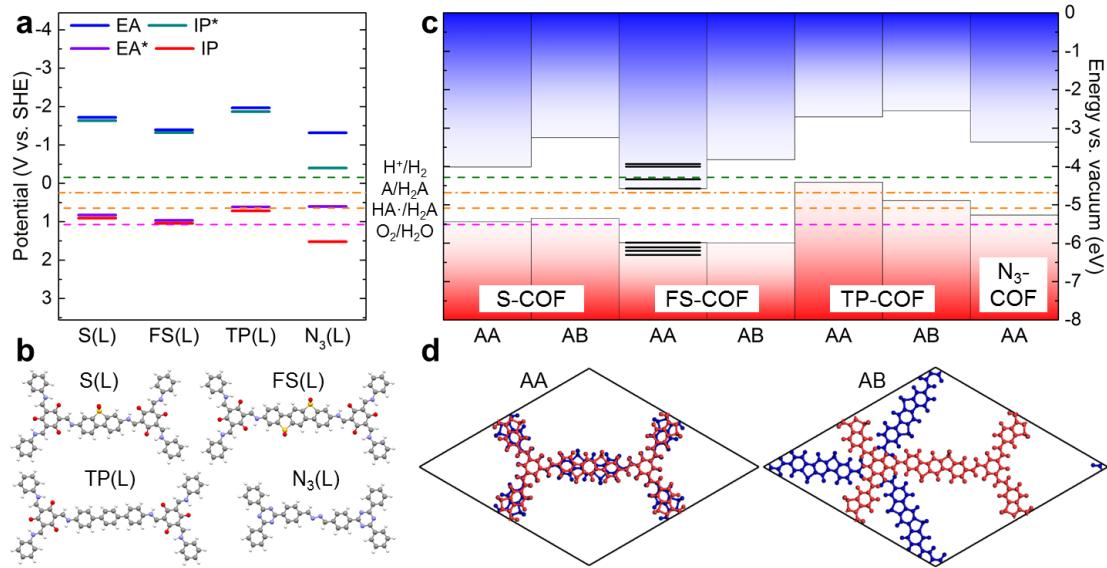 a
EA IP*
EA* IP
Potential (V vs. SHE)
-4
-3
-2
-1
0
1
2
3
S(L) FS(L) TP(L) N₃(L)
H⁺/H₂
A/H₂A
HA·/H₂A
O₂/H₂O
c
0
-1
-2
-3
-4
-5
-6
-7
-8
Energy vs. vacuum (eV)
S-COF FS-COF TP-COF N₃-
COF
AA AB AA AB AA AB AA
b
S(L) FS(L)
TP(L) N₃(L)
d
AA AB